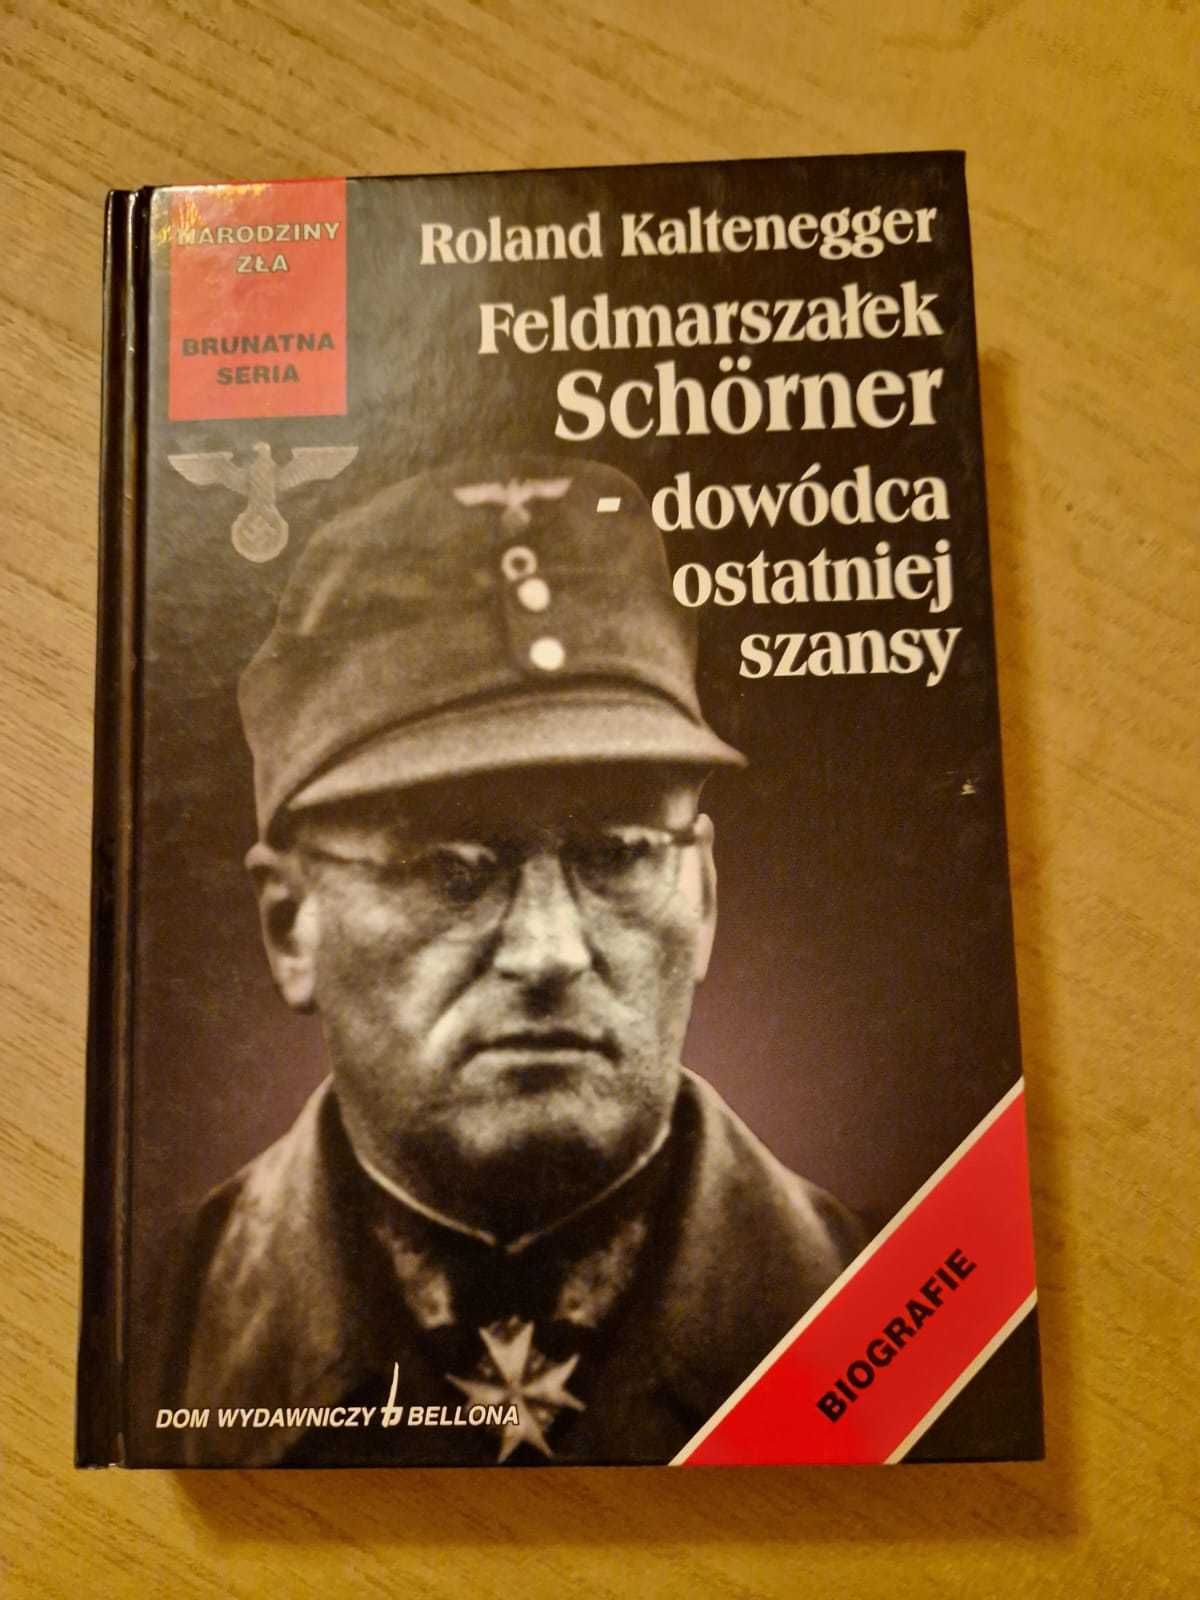 NARODZINY
ZŁA
BRUNATNA
SERIA
Roland Kaltenegger
Feldmarszałek
Schörner
- dowódca
ostatniej
szansy
BIOGRAFIE
DOM WYDAWNICZY b BELLONA